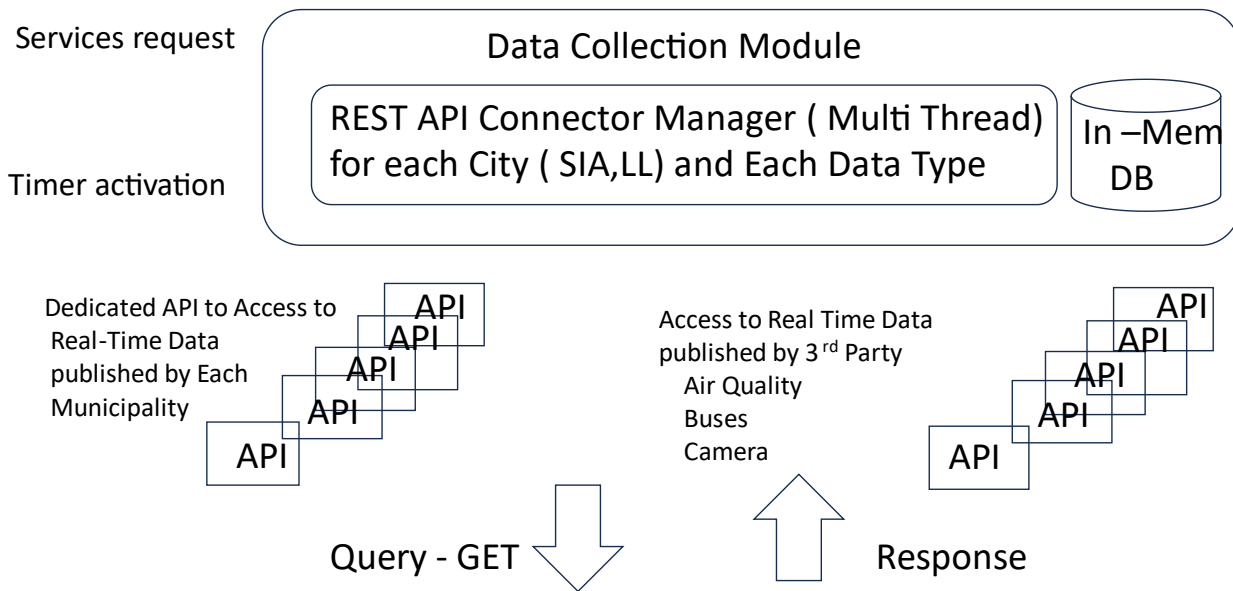 Services request
Data Collection Module
REST API Connector Manager ( Multi Thread)
for each City ( SIA,LL) and Each Data Type
In –Mem
DB
Timer activation
Dedicated API to Access to
Real-Time Data
published by Each
Municipality
API
API
API
API
API
Access to Real Time Data
published by 3rd Party
Air Quality
Buses
Camera
API
API
API
API
API
Query - GET
Response